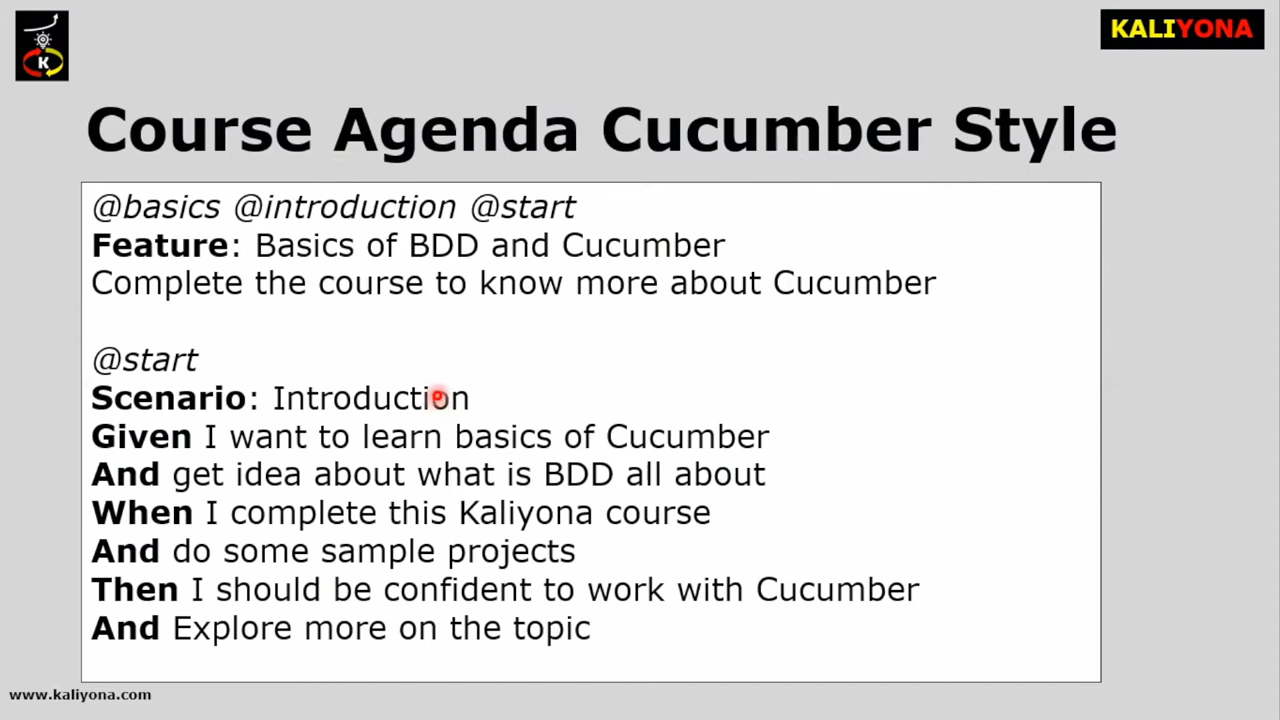 K
KALIYONA
Course Agenda Cucumber Style
@basics @introduction @start
Feature: Basics of BDD and Cucumber
Complete the course to know more about Cucumber
@start
Scenario: Introduction
Given I want to learn basics of Cucumber
And get idea about what is BDD all about
When I complete this Kaliyona course
And do some sample projects
Then I should be confident to work with Cucumber
And Explore more on the topic
www.kaliyona.com